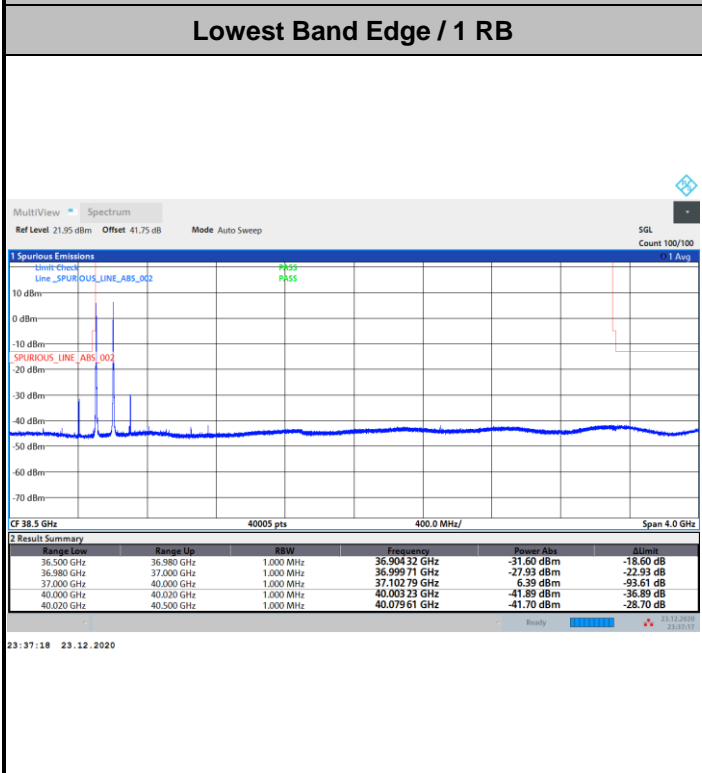 Lowest Band Edge / 1 RB
MultiView Spectrum
Ref Level 21.95 dBm Offset 41.75 dB Mode Auto Sweep SGL
Count 100/100
1 Spurious Emissions 1 Avg
Limit Check PASS
Line _SPURIOUS_LINE_ABS_002 PASS
10 dBm
0 dBm
-10 dBm
_SPURIOUS_LINE_ABS_002
-20 dBm
-30 dBm
-40 dBm
-50 dBm
-60 dBm
-70 dBm
CF 38.5 GHz 40005 pts 400.0 MHz/ Span 4.0 GHz
2 Result Summary
Range Low Range Up RBW Frequency Power Abs ΔLimit
36.500 GHz 36.980 GHz 1.000 MHz 36.904 32 GHz -31.60 dBm -18.60 dB
36.980 GHz 37.000 GHz 1.000 MHz 36.999 71 GHz -27.93 dBm -22.93 dB
37.000 GHz 40.000 GHz 1.000 MHz 37.102 79 GHz 6.39 dBm -93.61 dB
40.000 GHz 40.020 GHz 1.000 MHz 40.003 23 GHz -41.89 dBm -36.89 dB
40.020 GHz 40.500 GHz 1.000 MHz 40.079 61 GHz -41.70 dBm -28.70 dB
Ready 23.12.2020
23:37:17
23:37:18 23.12.2020